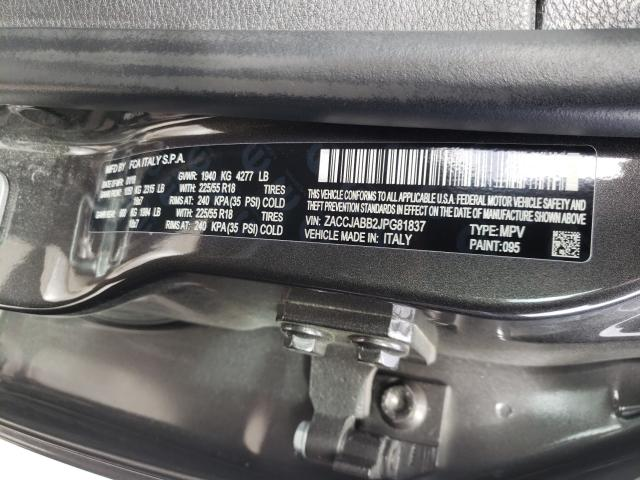 MFD BY FCA ITALY S.P.A.
GVWR 1940 KG 4277 LB
LB WITH 225/55 R18 TIRES
RIMS AT: 240 KPA (35 PSI) COLD
LB WITH 225/55 R18 TIRES
RIMS AT: 240 KPA (35 PSI) COLD
THIS VEHICLE CONFORMS TO ALL APPLICABLE U.S.A. FEDERAL MOTOR VEHICLE SAFETY AND
THEFT PREVENTION STANDARDS IN EFFECT ON THE DATE OF MANUFACTURE SHOWN ABOVE.
VIN: ZACCJABB2JPG81837 TYPE: MPV
VEHICLE MADE IN: ITALY PAINT: 095